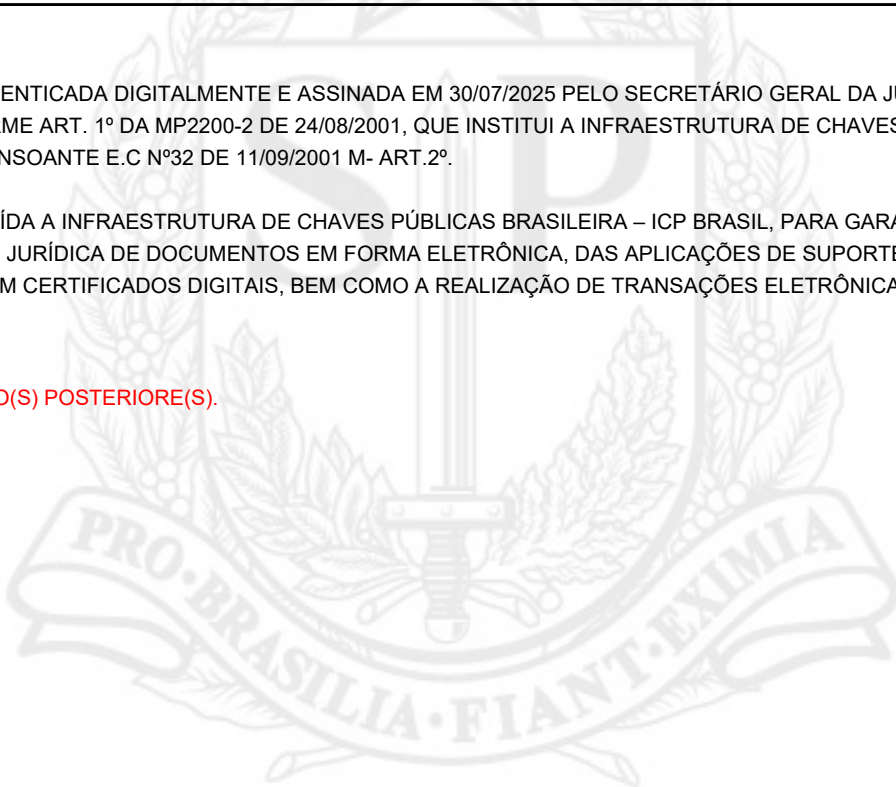 ENTICADA DIGITALMENTE E ASSINADA EM 30/07/2025 PELO SECRETÁRIO GERAL DA JU
AME ART. 1º DA MP2200-2 DE 24/08/2001, QUE INSTITUI A INFRAESTRUTURA DE CHAVES
NSOANTE E.C Nº32 DE 11/09/2001 M- ART.2º.
ÍDA A INFRAESTRUTURA DE CHAVES PÚBLICAS BRASILEIRA – ICP BRASIL, PARA GARA
JURÍDICA DE DOCUMENTOS EM FORMA ELETRÔNICA, DAS APLICAÇÕES DE SUPORTE
M CERTIFICADOS DIGITAIS, BEM COMO A REALIZAÇÃO DE TRANSAÇÕES ELETRÔNICA
O(S) POSTERIORE(S).
SP
PRO·BRASILIA·FIANT·EXIMIA